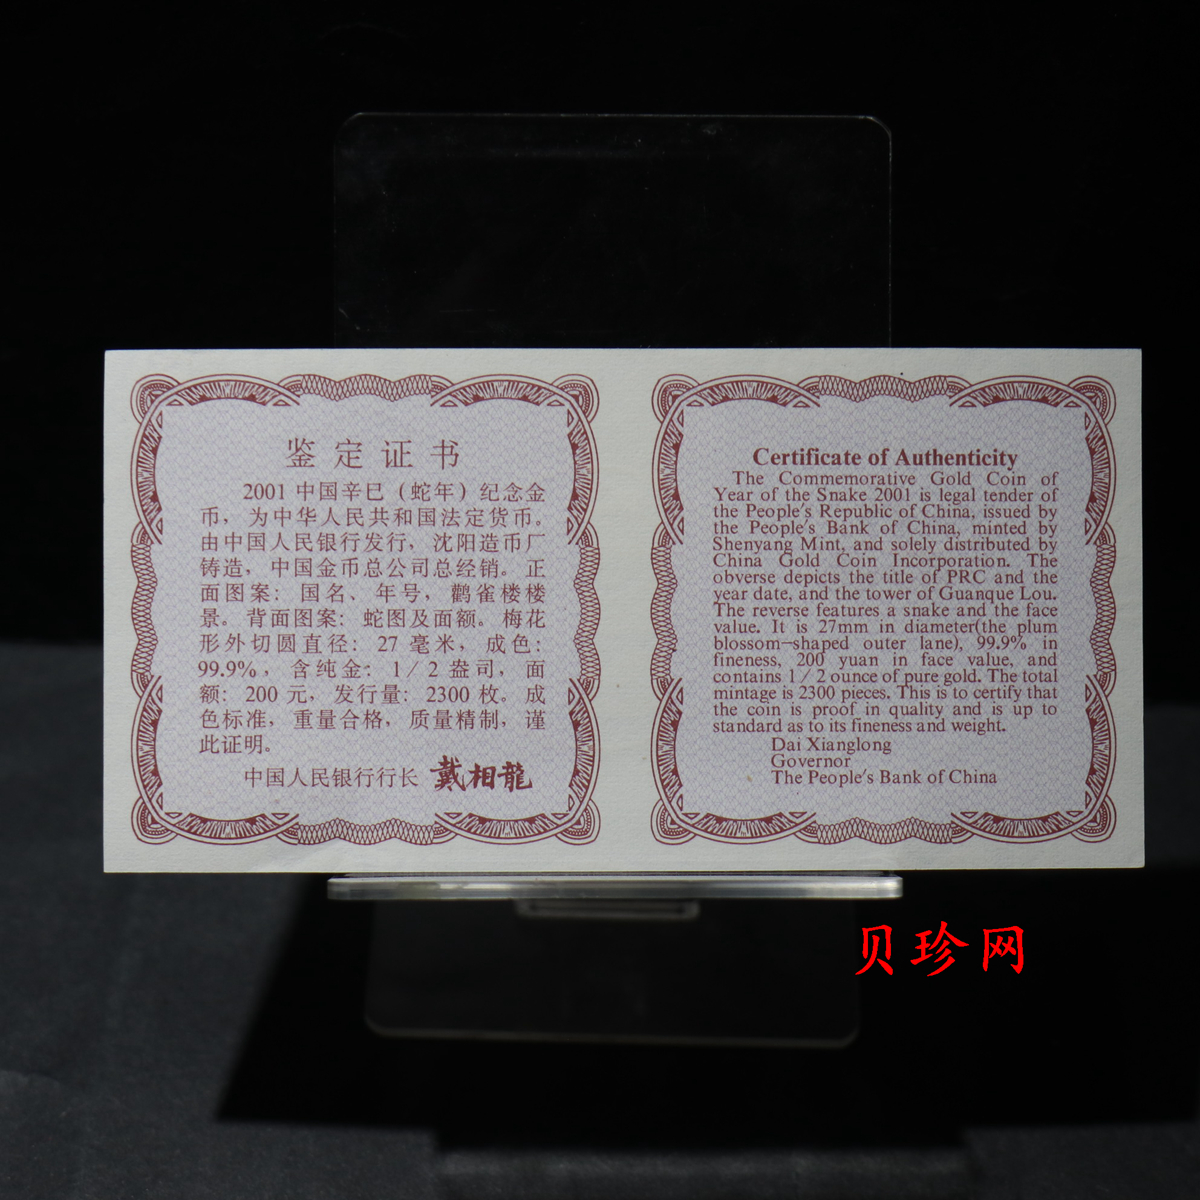 鉴定证书
2001 中国辛巳（蛇年）纪念金
币，为中华人民共和国法定货币。
由中国人民银行发行，沈阳造币厂
铸造，中国金币总公司总经销。正
面图案：国名、年号，鹳雀楼楼
景。背面图案：蛇图及面额。梅花
形外切圆直径：27 毫米，成色：
99.9%，含纯金：1/2 盎司，面
额：200 元，发行量：2300 枚。成
色标准，重量合格，质量精制，谨
此证明。
中国人民银行行长 戴相龍
Certificate of Authenticity
The Commemorative Gold Coin of
Year of the Snake 2001 is legal tender of
the People's Republic of China, issued by
the People's Bank of China, minted by
Shenyang Mint, and solely distributed by
China Gold Coin Incorporation. The
obverse depicts the title of PRC and the
year date, and the tower of Guanque Lou.
The reverse features a snake and the face
value. It is 27mm in diameter(the plum
blossom-shaped outer lane), 99.9% in
fineness, 200 yuan in face value, and
contains 1/2 ounce of pure gold. The total
mintage is 2300 pieces. This is to certify that
the coin is proof in quality and is up to
standard as to its fineness and weight.
Dai Xianglong
Governor
The People's Bank of China
贝珍网